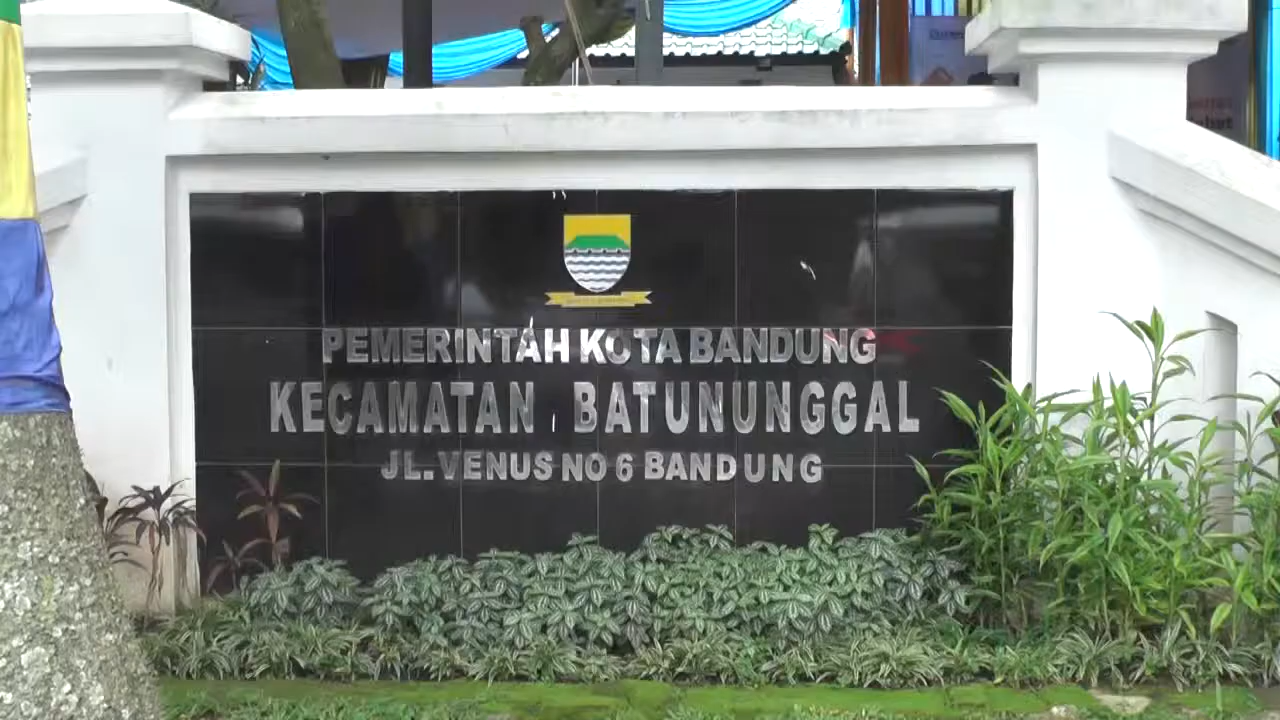 PEMERINTAH KOTA BANDUNG
KECAMATAN BATUNUNGGAL
JL. VENUS NO 6 BANDUNG